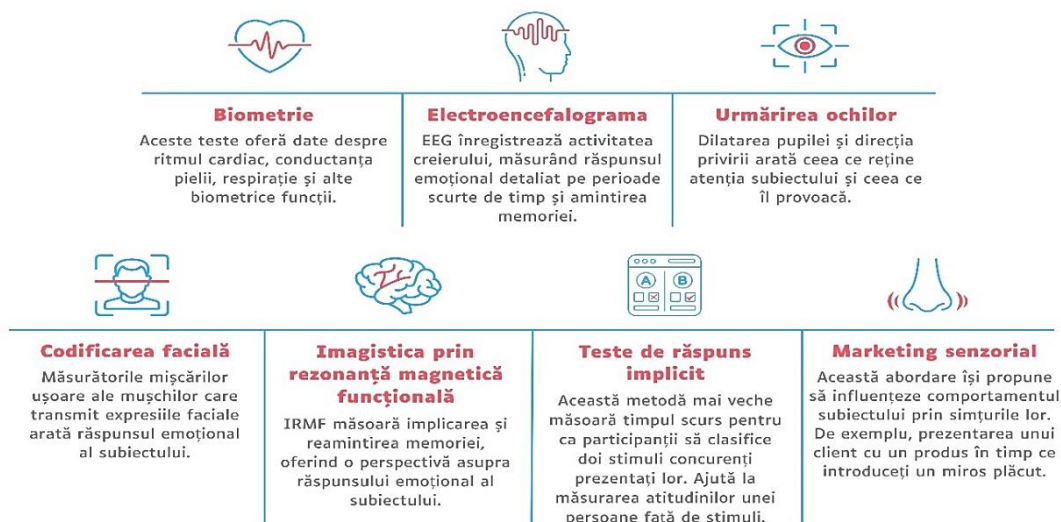 Biometrie
Aceste teste oferă date despre
ritmul cardiac, conductanța
pielii, respirație și alte
biometrice funcții.
Electroencefalograma
EEG înregistrează activitatea
creierului, măsurând răspunsul
emoțional detaliat pe perioade
scurte de timp și amintirea
memoriei.
Urmărirea ochilor
Dilatarea pupilei și direcția
privirii arată ceea ce reține
atenția subiectului și ceea ce
îl provoacă.
A B
Codificarea facială
Măsurătorile mișcărilor
ușoare ale mușchilor care
transmit expresiile faciale
arată răspunsul emoțional
al subiectului.
Imagistica prin
rezonanță magnetică
funcțională
IRMF măsoară implicarea și
reamintirea memoriei,
oferind o perspectivă asupra
răspunsului emoțional al
subiectului.
Teste de răspuns
implicit
Această metodă mai veche
măsoară timpul scurs pentru
ca participanții să clasifice
doi stimuli concurenți
prezentați lor. Ajută la
măsurarea atitudinilor unei
persoane față de stimuli.
Marketing senzorial
Această abordare își propune
să influențeze comportamentul
subiectului prin simțurile lor.
De exemplu, prezentarea unui
client cu un produs în timp ce
introduceți un miros plăcut.